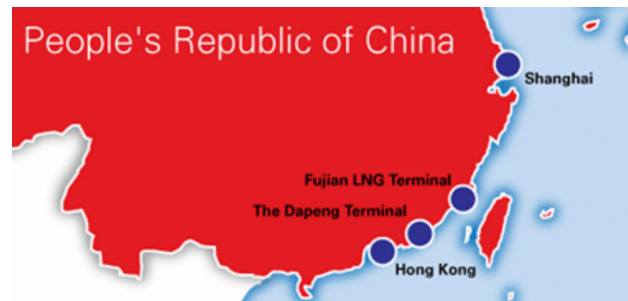 People's Republic of China
Shanghai
Fujian LNG Terminal
The Dapeng Terminal
Hong Kong